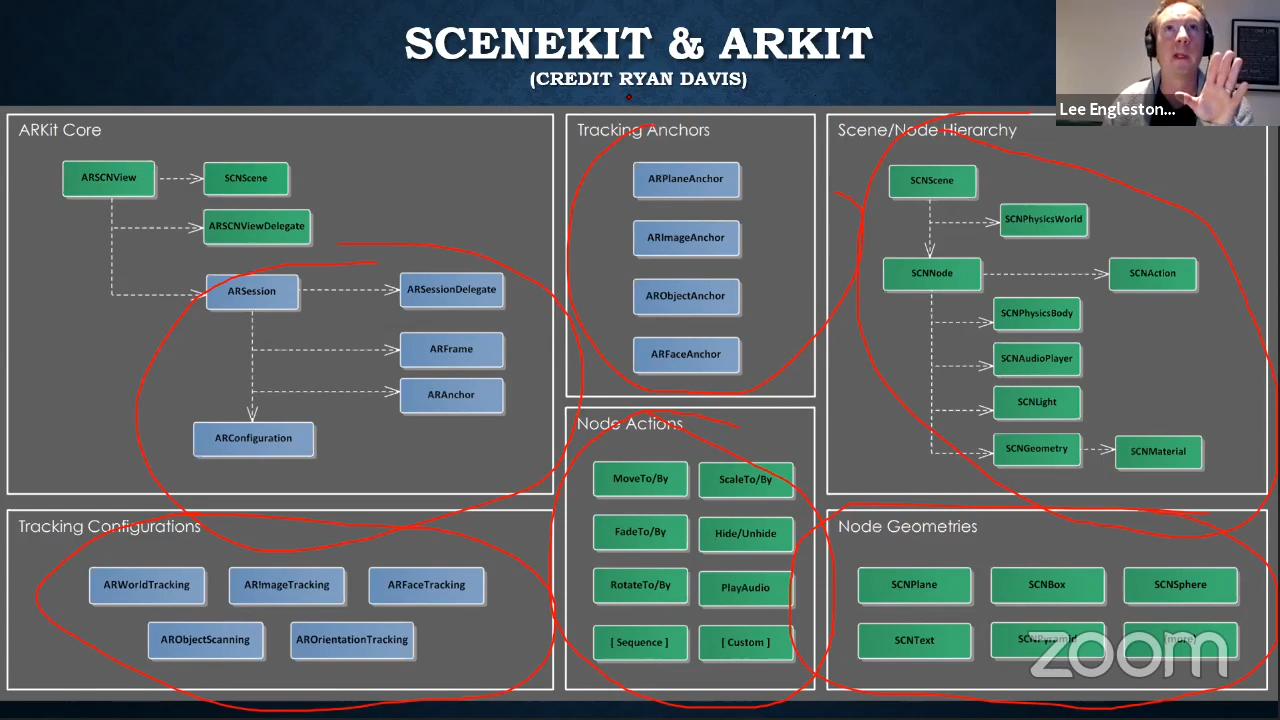 SCENEKIT & ARKIT
(CREDIT RYAN DAVIS)
Lee Englestone...
ARKit Core
ARSCNView
SCNScene
ARSCNViewDelegate
ARSession
ARSessionDelegate
ARFrame
ARAnchor
ARConfiguration
Tracking Anchors
ARPlaneAnchor
ARImageAnchor
ARObjectAnchor
ARFaceAnchor
Scene/Node Hierarchy
SCNScene
SCNPhysicsWorld
SCNNode
SCNAction
SCNPhysicsBody
SCNAudioPlayer
SCNLight
SCNGeometry
SCNMaterial
Tracking Configurations
ARWorldTracking
ARImageTracking
ARFaceTracking
ARObjectScanning
AROrientationTracking
Node Actions
MoveTo/By
ScaleTo/By
FadeTo/By
Hide/Unhide
RotateTo/By
PlayAudio
[ Sequence ]
[ Custom ]
Node Geometries
SCNPlane
SCNBox
SCNSphere
SCNText
SCNPyramid
(more)
zoom